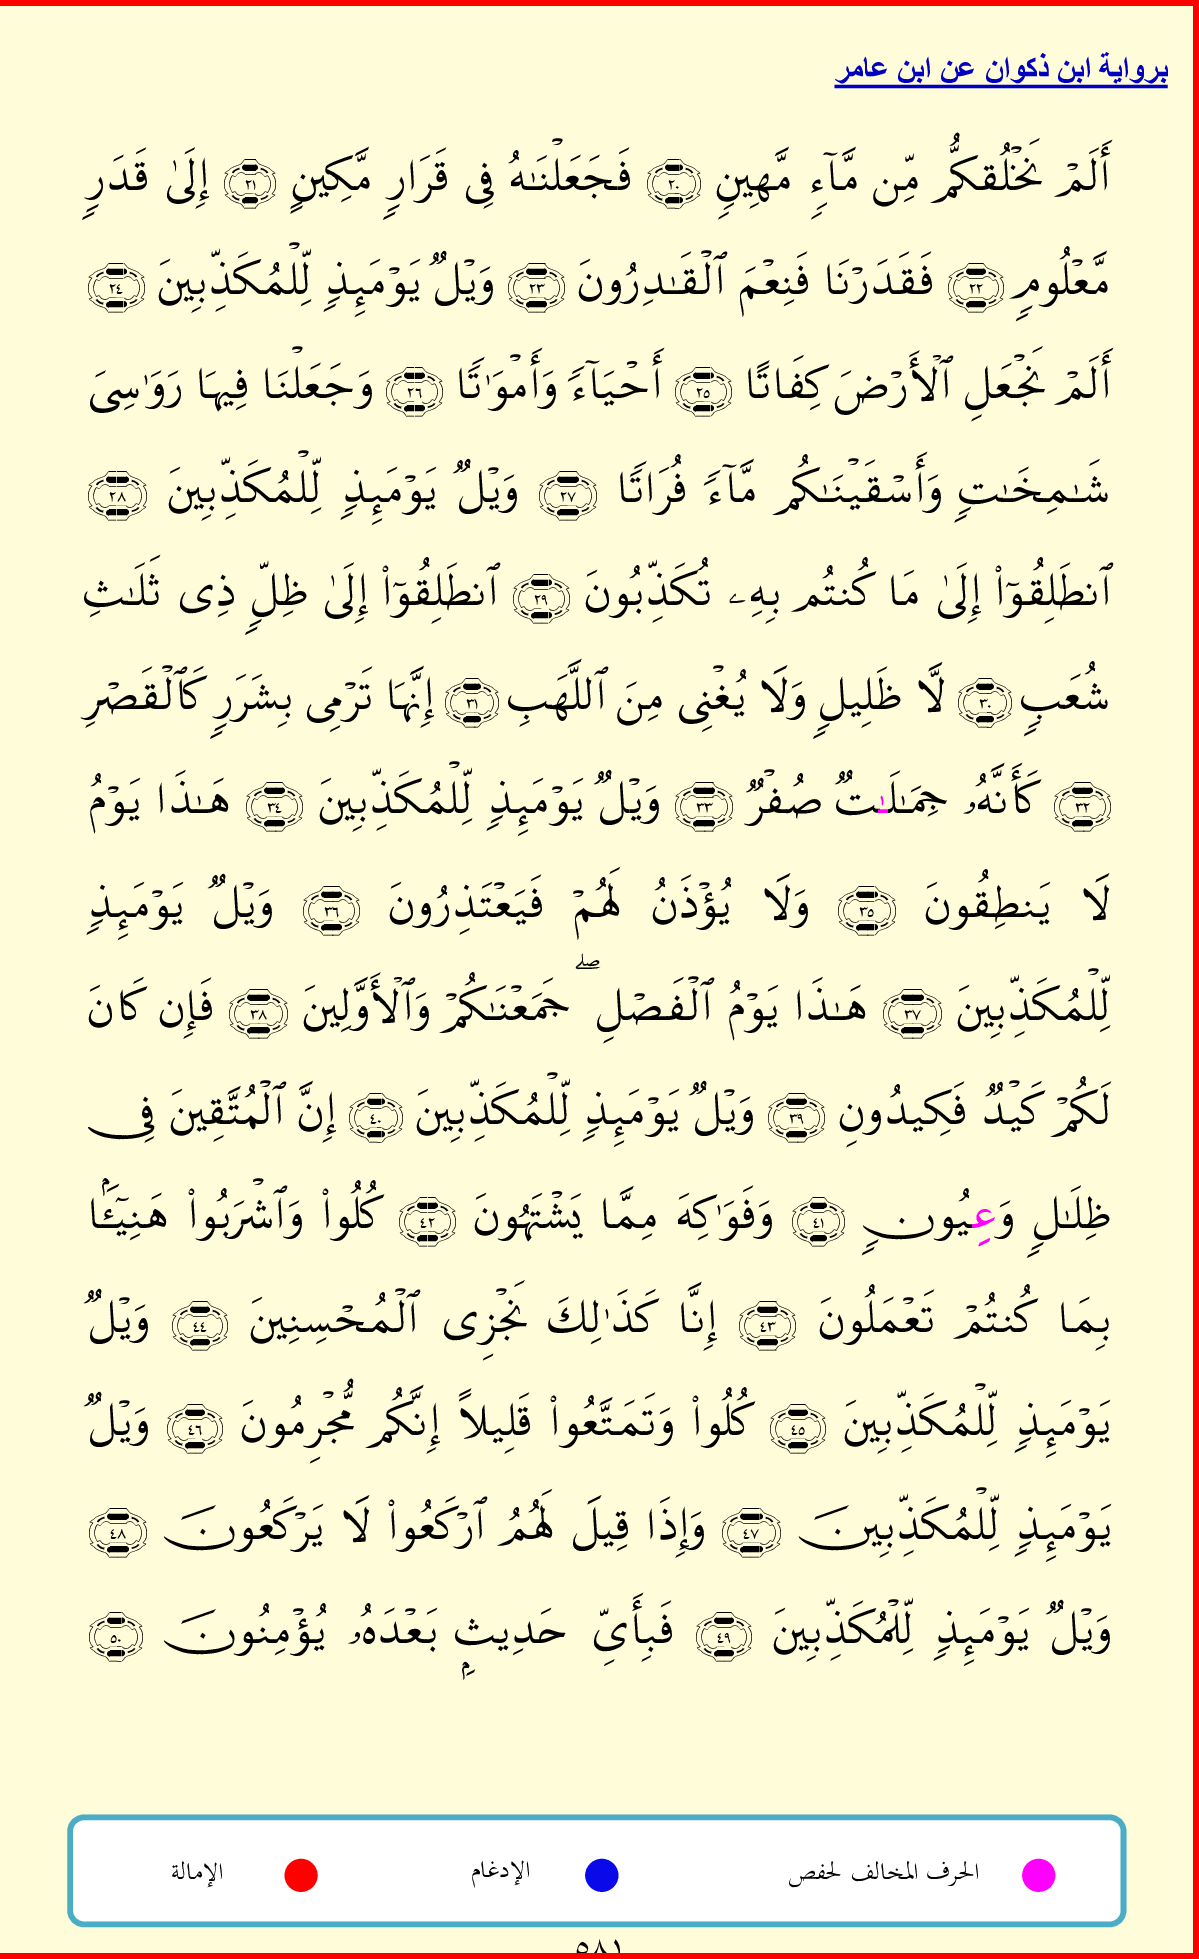 برواية ابن ذكوان عن ابن عامر
أَلَمْ نَخْلُقكُّم مِّن مَّآءٍ مَّهِينٍ ٢٠ فَجَعَلْنَـٰهُ فِى قَرَارٍ مَّكِينٍ ٢١ إِلَىٰ قَدَرٍ
مَّعْلُومٍ ٢٢ فَقَدَرْنَا فَنِعْمَ ٱلْقَـٰدِرُونَ ٢٣ وَيْلٌ يَوْمَئِذٍ لِّلْمُكَذِّبِينَ ٢٤
أَلَمْ نَجْعَلِ ٱلْأَرْضَ كِفَاتًا ٢٥ أَحْيَآءً وَأَمْوَٰتًا ٢٦ وَجَعَلْنَا فِيهَا رَوَٰسِىَ
شَـٰمِخَـٰتٍ وَأَسْقَيْنَـٰكُم مَّآءً فُرَاتًا ٢٧ وَيْلٌ يَوْمَئِذٍ لِّلْمُكَذِّبِينَ ٢٨
ٱنطَلِقُوٓا۟ إِلَىٰ مَا كُنتُم بِهِۦ تُكَذِّبُونَ ٢٩ ٱنطَلِقُوٓا۟ إِلَىٰ ظِلٍّ ذِى ثَلَـٰثِ
شُعَبٍ ٣٠ لَّا ظَلِيلٍ وَلَا يُغْنِى مِنَ ٱللَّهَبِ ٣١ إِنَّهَا تَرْمِى بِشَرَرٍ كَٱلْقَصْرِ
٣٢ كَأَنَّهُۥ جِمَـٰلَـٰتٌ صُفْرٌ ٣٣ وَيْلٌ يَوْمَئِذٍ لِّلْمُكَذِّبِينَ ٣٤ هَـٰذَا يَوْمُ
لَا يَنطِقُونَ ٣٥ وَلَا يُؤْذَنُ لَهُمْ فَيَعْتَذِرُونَ ٣٦ وَيْلٌ يَوْمَئِذٍ
لِّلْمُكَذِّبِينَ ٣٧ هَـٰذَا يَوْمُ ٱلْفَصْلِ ۖ جَمَعْنَـٰكُمْ وَٱلْأَوَّلِينَ ٣٨ فَإِن كَانَ
لَكُمْ كَيْدٌ فَكِيدُونِ ٣٩ وَيْلٌ يَوْمَئِذٍ لِّلْمُكَذِّبِينَ ٤٠ إِنَّ ٱلْمُتَّقِينَ فِى
ظِلَـٰلٍ وَعِيُونٍ ٤١ وَفَوَٰكِهَ مِمَّا يَشْتَهُونَ ٤٢ كُلُوا۟ وَٱشْرَبُوا۟ هَنِيٓـًٔۢا
بِمَا كُنتُمْ تَعْمَلُونَ ٤٣ إِنَّا كَذَٰلِكَ نَجْزِى ٱلْمُحْسِنِينَ ٤٤ وَيْلٌ
يَوْمَئِذٍ لِّلْمُكَذِّبِينَ ٤٥ كُلُوا۟ وَتَمَتَّعُوا۟ قَلِيلاً إِنَّكُم مُّجْرِمُونَ ٤٦ وَيْلٌ
يَوْمَئِذٍ لِّلْمُكَذِّبِينَ ٤٧ وَإِذَا قِيلَ لَهُمُ ٱرْكَعُوا۟ لَا يَرْكَعُونَ ٤٨
وَيْلٌ يَوْمَئِذٍ لِّلْمُكَذِّبِينَ ٤٩ فَبِأَىِّ حَدِيثٍۭ بَعْدَهُۥ يُؤْمِنُونَ ٥٠
الحرف المخالف لحفص الإدغام الإمالة
٥٨١